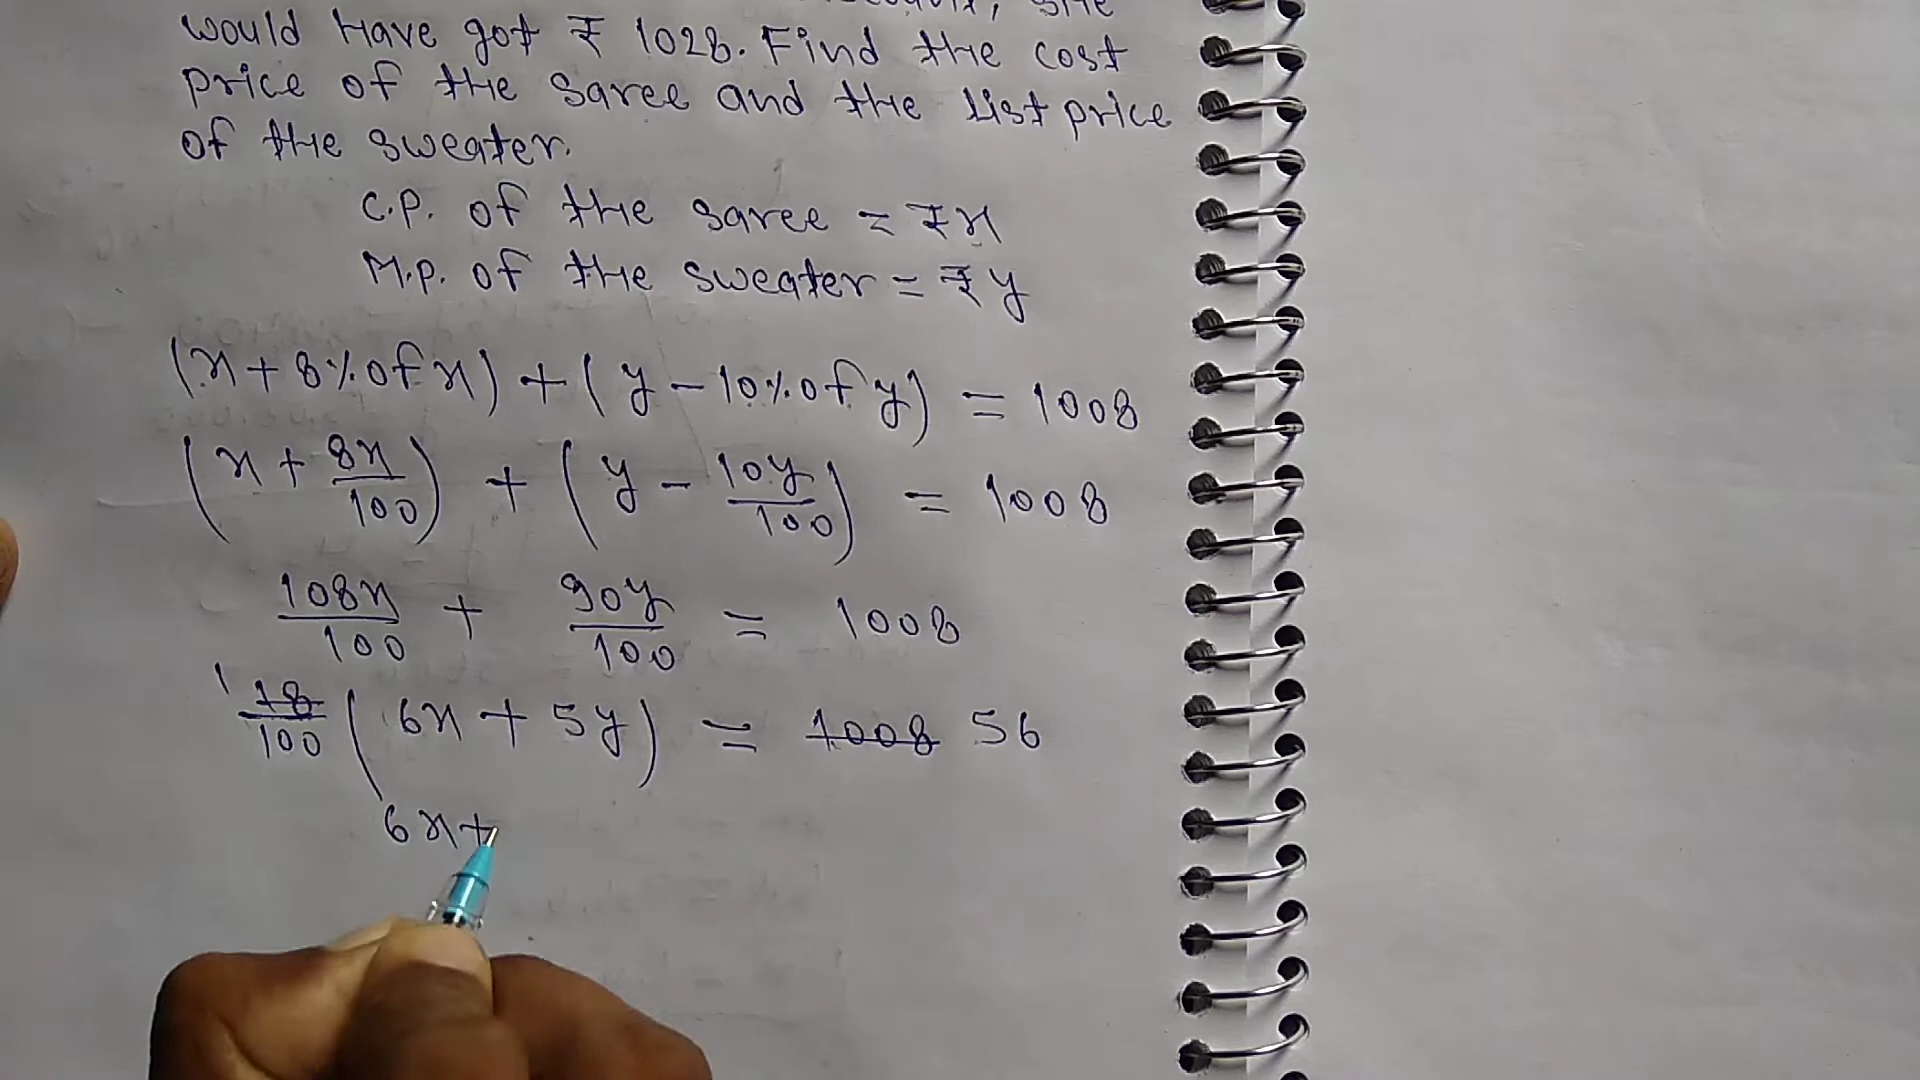 she
would have got ₹ 1028. Find the cost
price of the saree and the list price
of the sweater.
C.P. of the saree = ₹x
M.P. of the sweater = ₹y
(x + 8% of x) + (y - 10% of y) = 1008
(x + 8x/100) + (y - 10y/100) = 1008
108x/100 + 90y/100 = 1008
1 18/100 (6x + 5y) = 1008 56
6x+